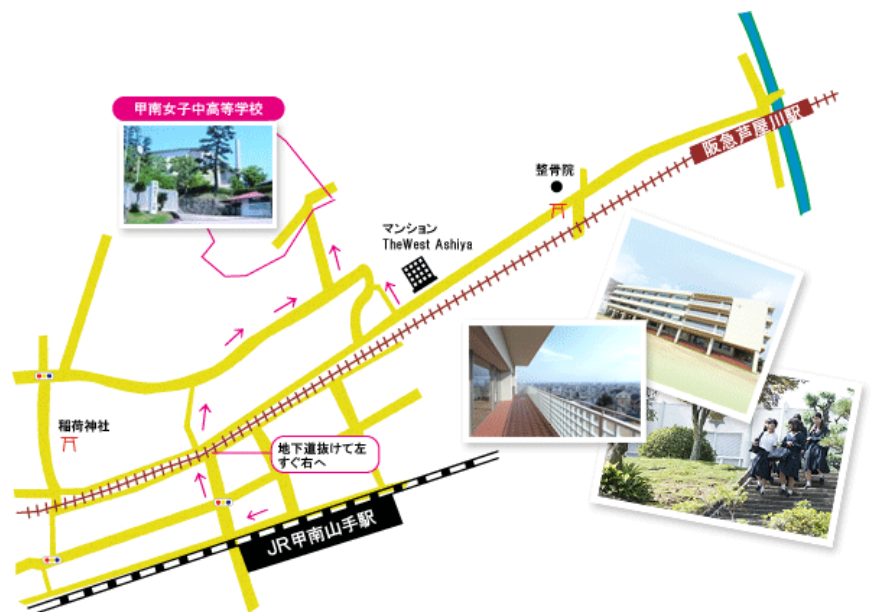 甲南女子中高等学校
阪急芦屋川駅
整骨院
マンション
TheWest Ashiya
稲荷神社
地下道抜けて左
すぐ右へ
JR甲南山手駅